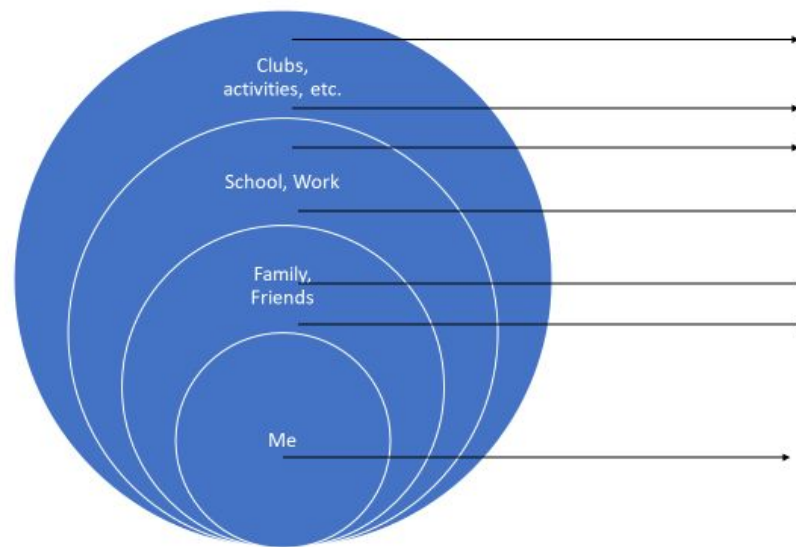 Clubs,
activities, etc.
School, Work
Family,
Friends
Me